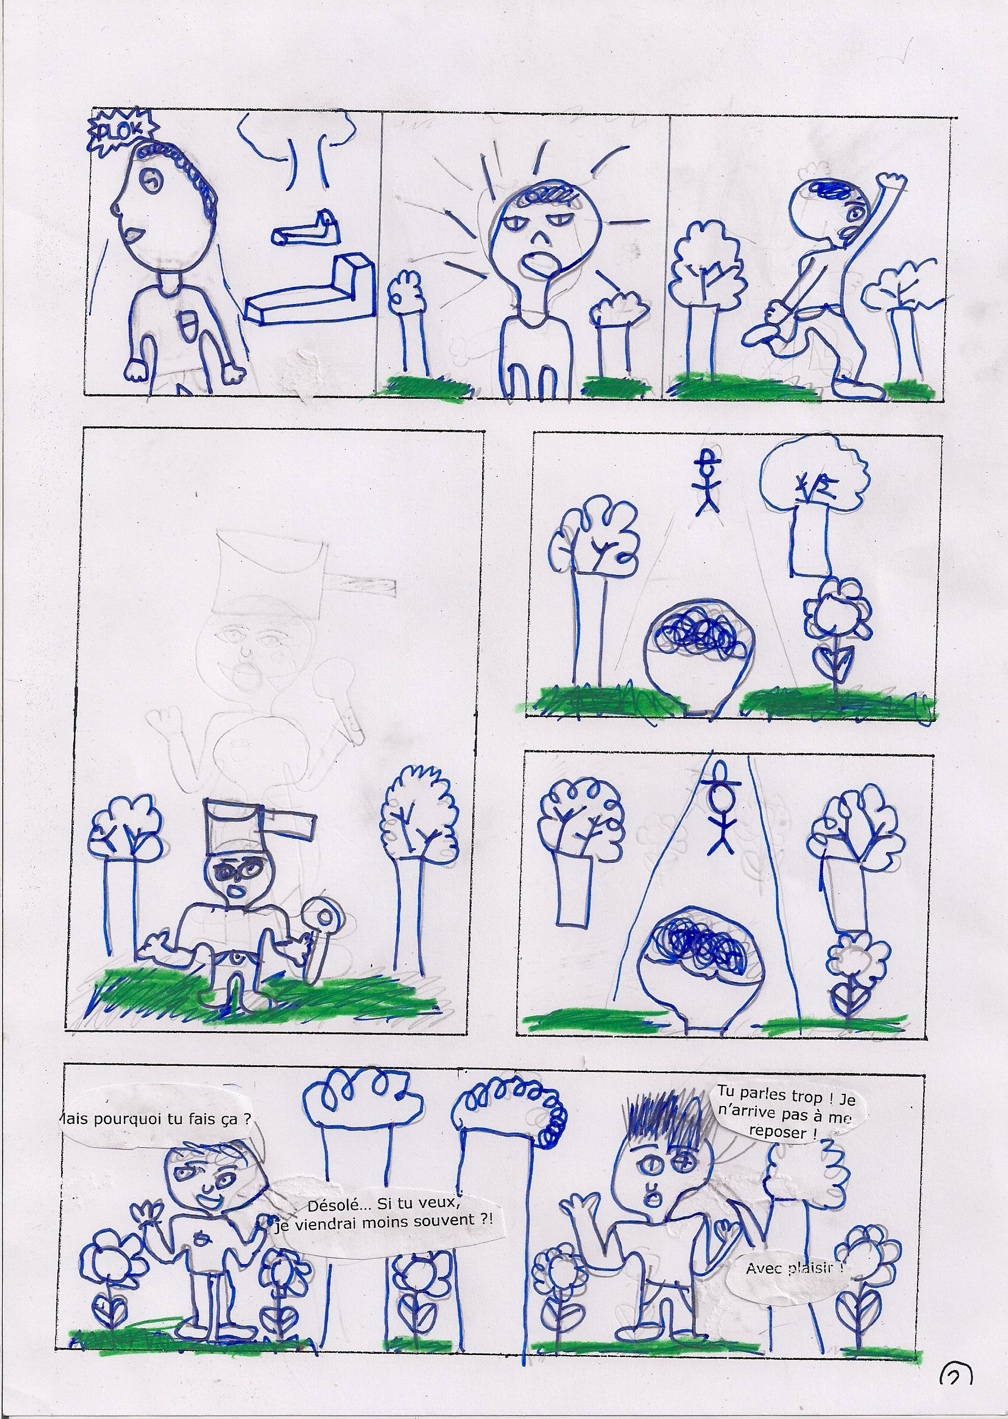 PLOK
Mais pourquoi tu fais ça ?
Tu parles trop ! Je
n'arrive pas à me
reposer !
Désolé... Si tu veux,
je viendrai moins souvent ?!
Avec plaisir !
2